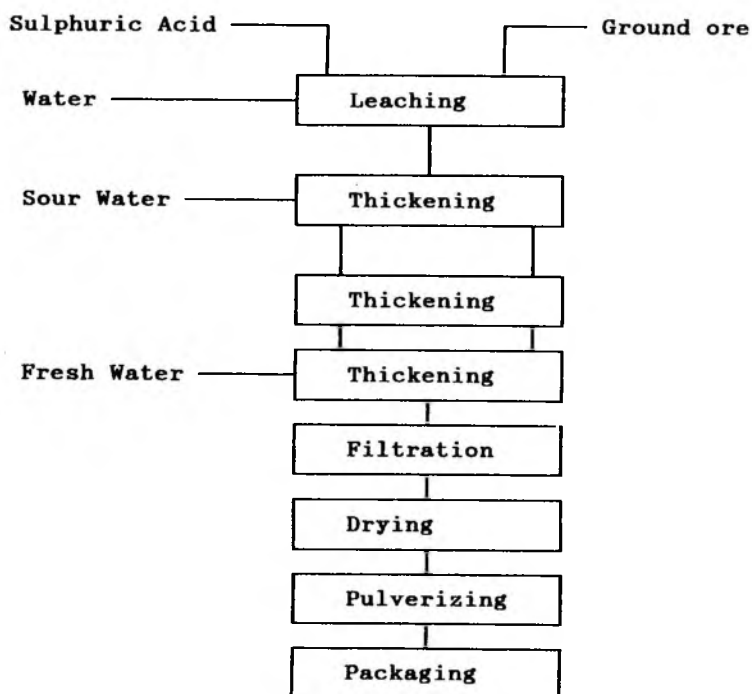 Sulphuric Acid
Ground ore
Water
Leaching
Sour Water
Thickening
Thickening
Fresh Water
Thickening
Filtration
Drying
Pulverizing
Packaging